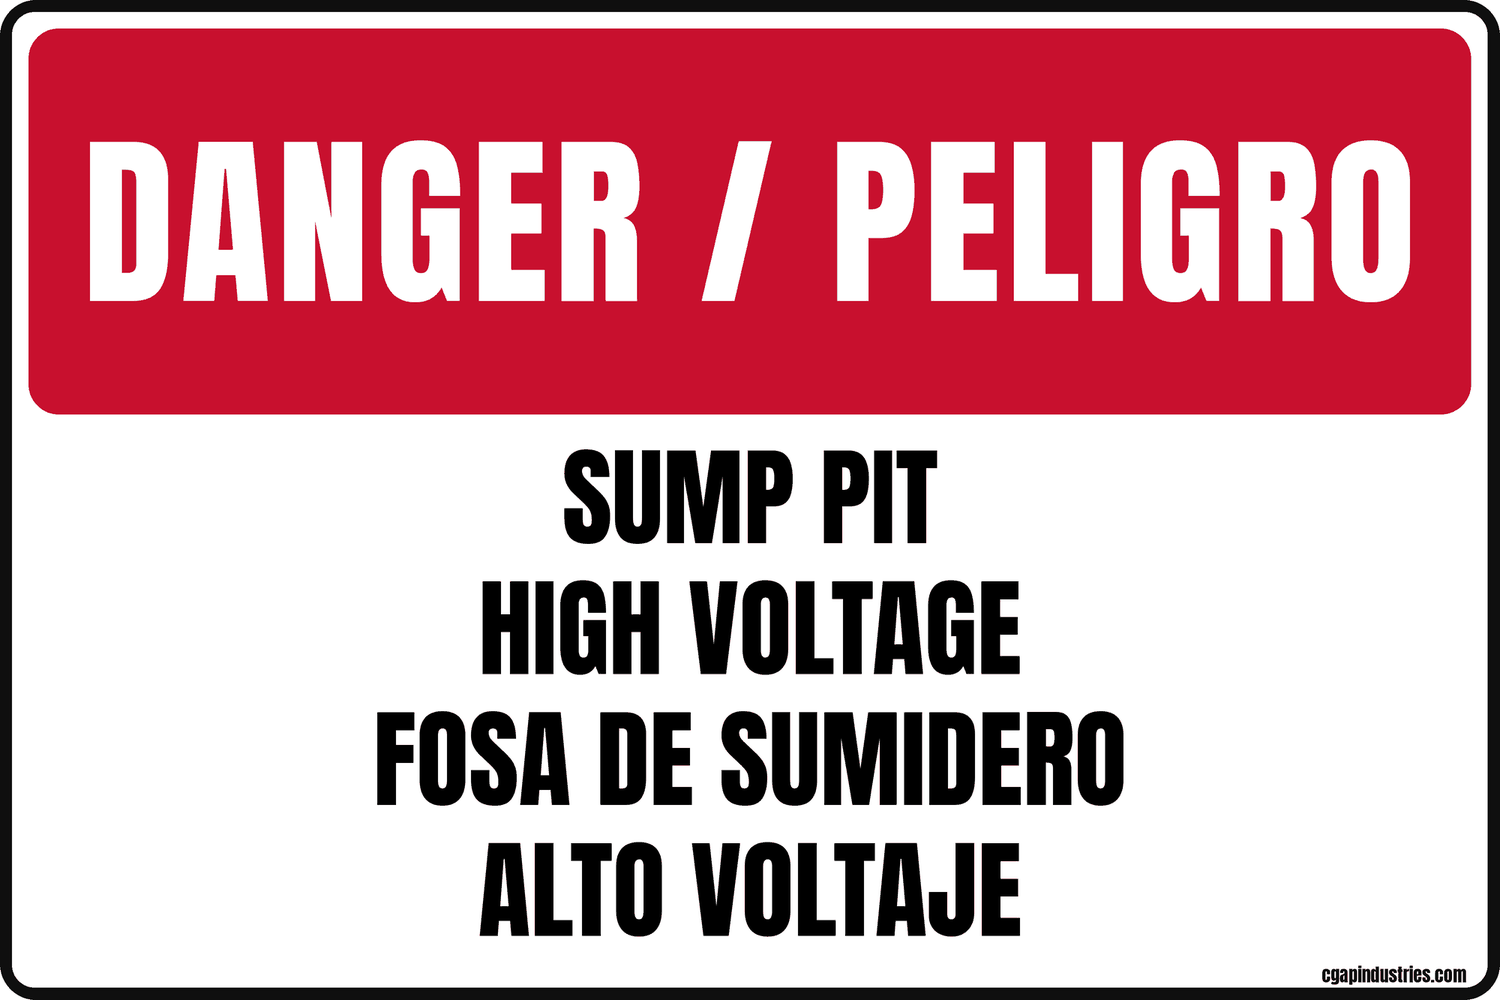 DANGER / PELIGRO
SUMP PIT
HIGH VOLTAGE
FOSA DE SUMIDERO
ALTO VOLTAJE
cgapindustries.com